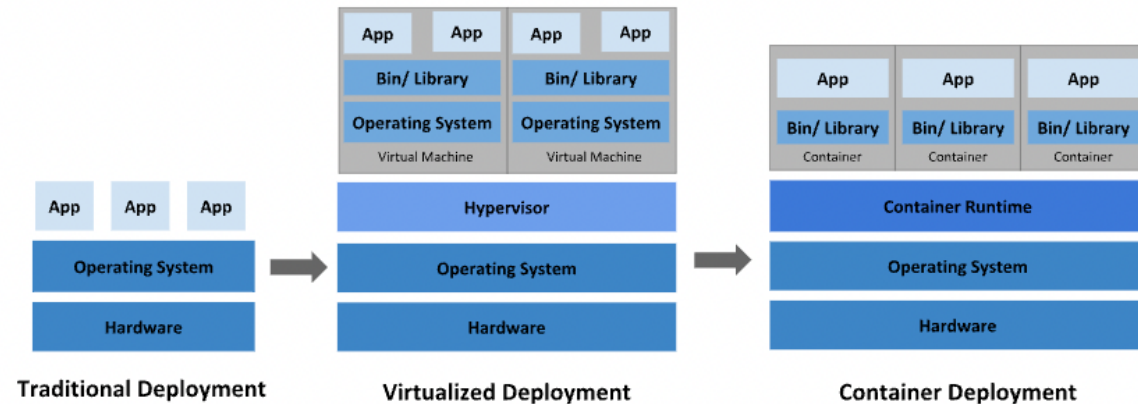 App App App
Operating System
Hardware
Traditional Deployment
App App App App
Bin/ Library Bin/ Library
Operating System Operating System
Virtual Machine Virtual Machine
Hypervisor
Operating System
Hardware
Virtualized Deployment
App App App
Bin/ Library Bin/ Library Bin/ Library
Container Container Container
Container Runtime
Operating System
Hardware
Container Deployment